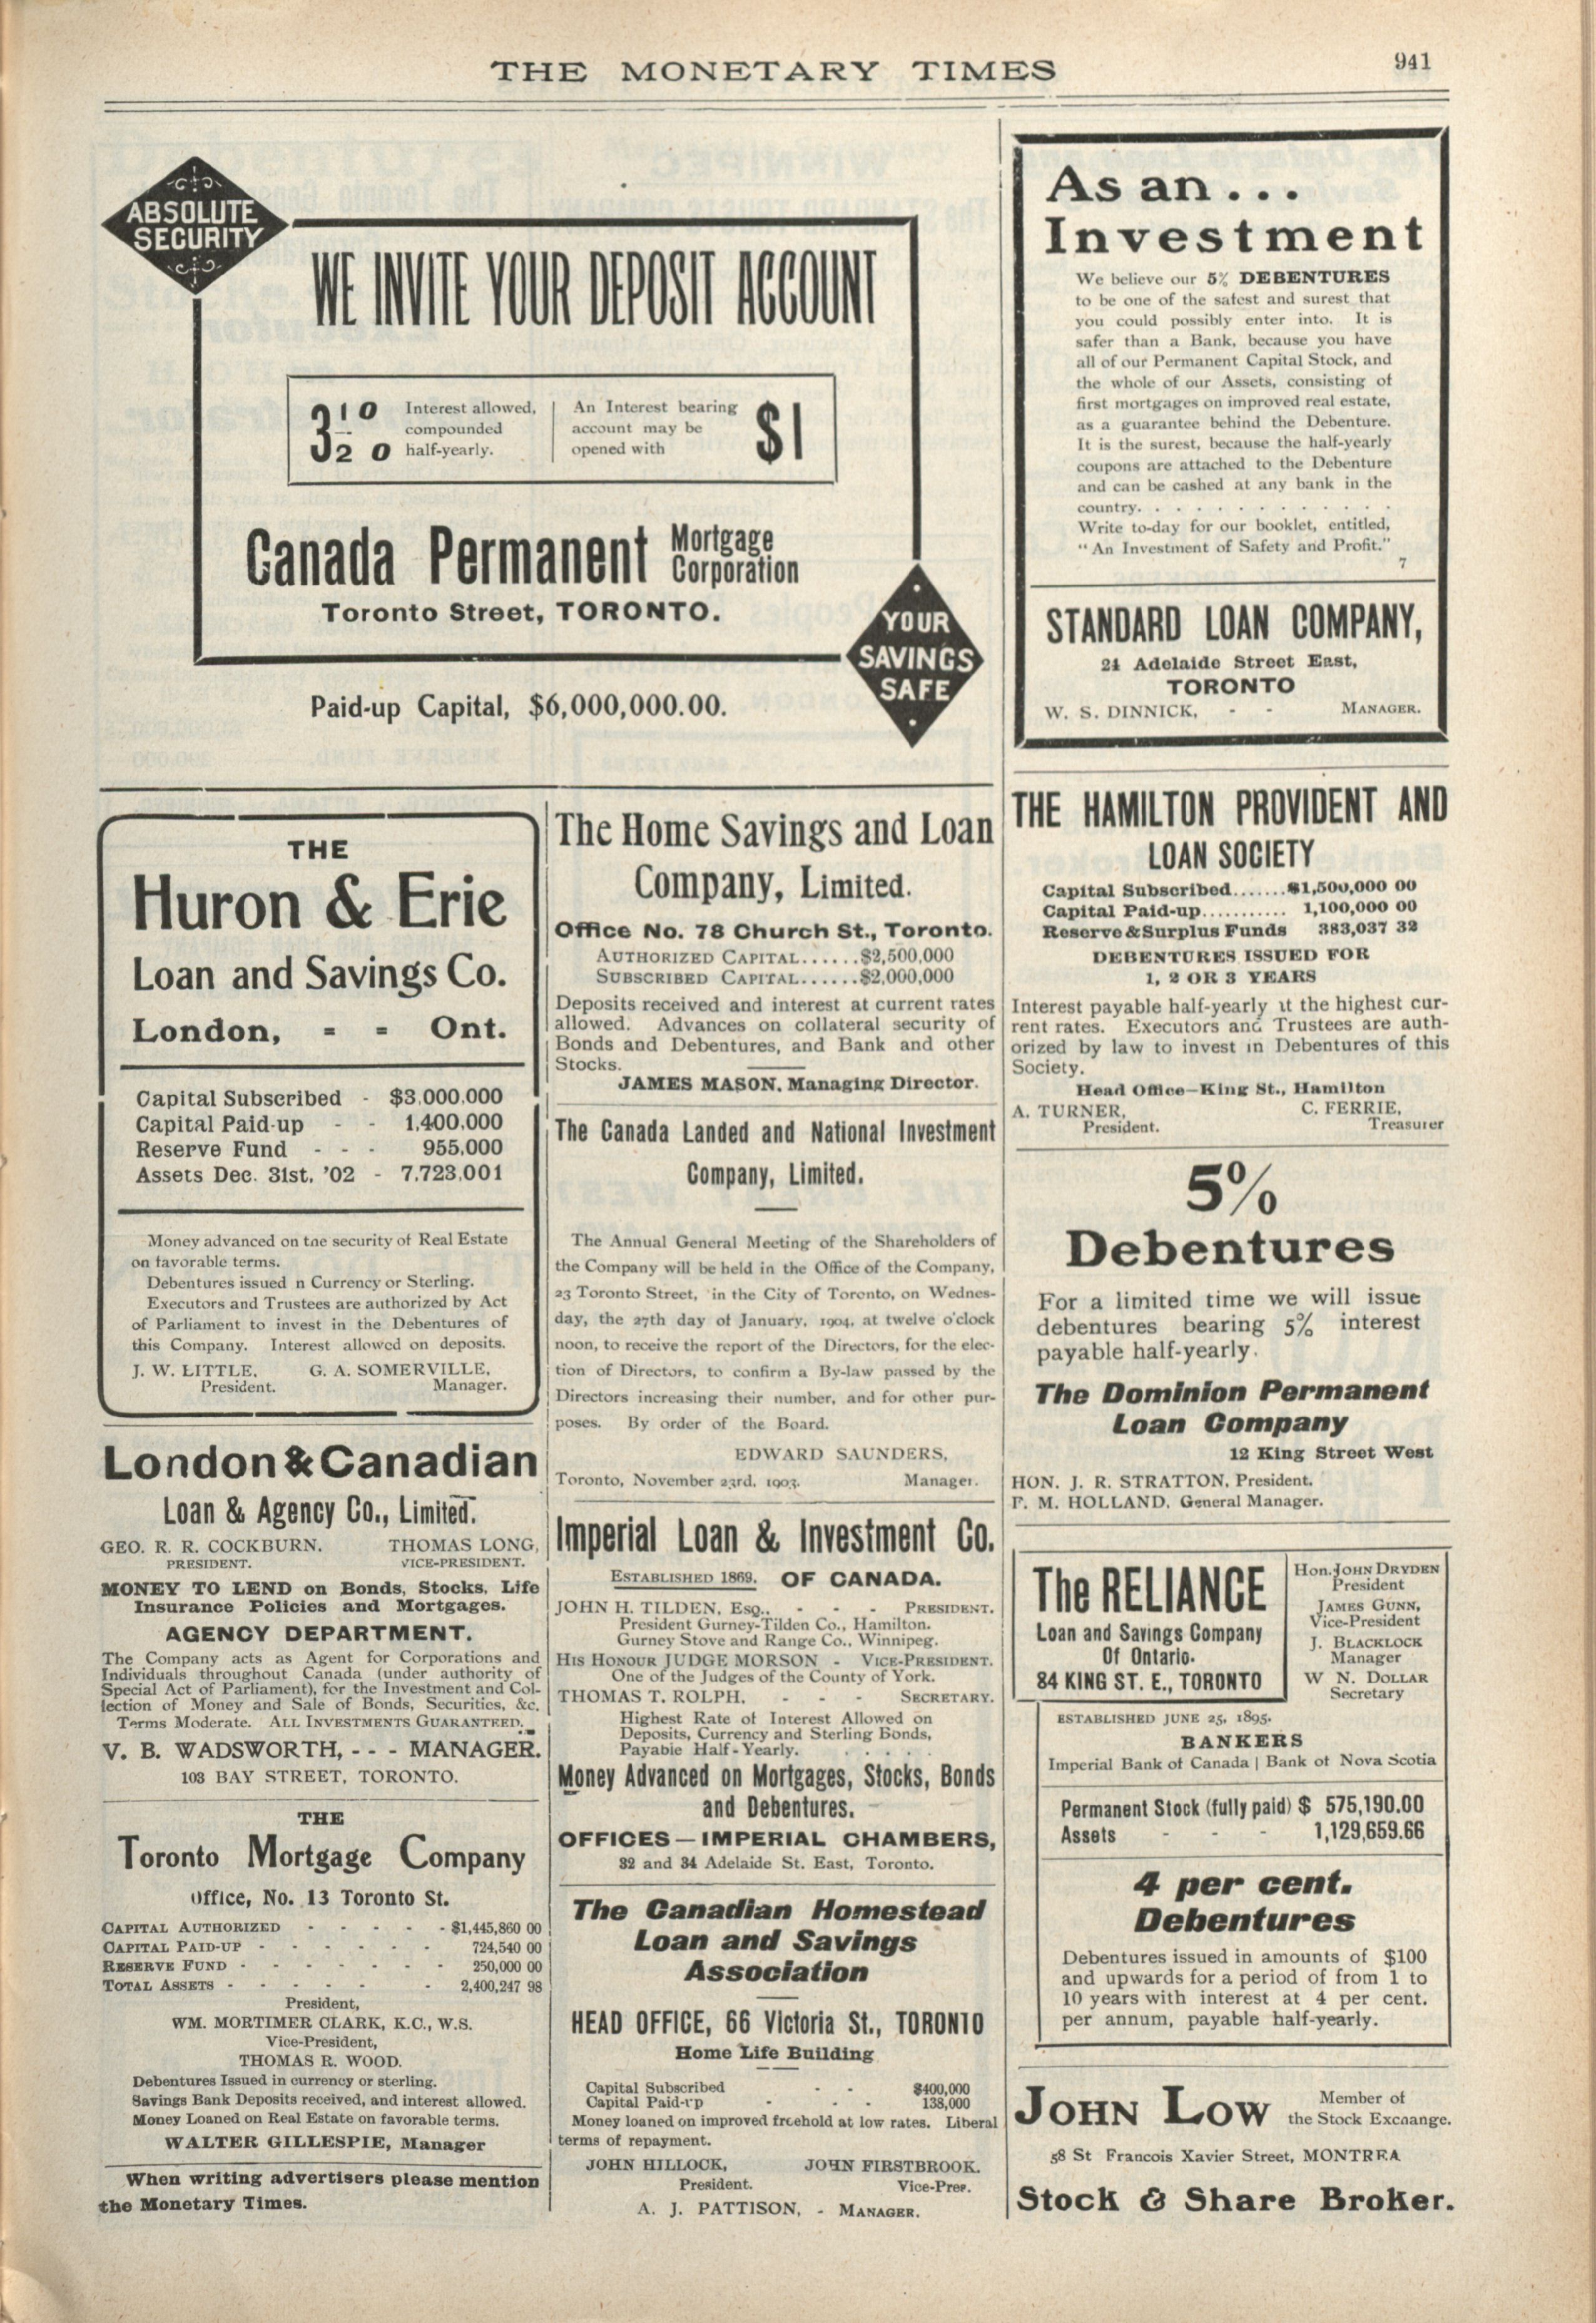 THE MONETARY TIMES
941
ABSOLUTE
SECURITY
WE INVITE YOUR DEPOSIT ACCOUNT
3½%
Interest allowed,
compounded
half-yearly.
An Interest bearing
account may be
opened with
$1
Canada Permanent Mortgage
Corporation
Toronto Street, TORONTO.
YOUR
SAVINGS
SAFE
Paid-up Capital, $6,000,000.00.
THE
Huron & Erie
Loan and Savings Co.
London, = = Ont.
Capital Subscribed - $3,000,000
Capital Paid-up - - 1,400,000
Reserve Fund - - - 955,000
Assets Dec. 31st, '02 - 7,723,001
Money advanced on the security of Real Estate
on favorable terms.
Debentures issued n Currency or Sterling.
Executors and Trustees are authorized by Act
of Parliament to invest in the Debentures of
this Company. Interest allowed on deposits.
J. W. LITTLE, G. A. SOMERVILLE,
President. Manager.
London & Canadian
Loan & Agency Co., Limited.
GEO. R. R. COCKBURN, THOMAS LONG,
PRESIDENT. VICE-PRESIDENT.
MONEY TO LEND on Bonds, Stocks, Life
Insurance Policies and Mortgages.
AGENCY DEPARTMENT.
The Company acts as Agent for Corporations and
Individuals throughout Canada (under authority of
Special Act of Parliament), for the Investment and Col-
lection of Money and Sale of Bonds, Securities, &c.
Terms Moderate. ALL INVESTMENTS GUARANTEED.
V. B. WADSWORTH, - - - MANAGER.
103 BAY STREET, TORONTO.
THE
Toronto Mortgage Company
Office, No. 13 Toronto St.
CAPITAL AUTHORIZED - - - - - $1,445,860 00
CAPITAL PAID-UP - - - - - - 724,540 00
RESERVE FUND - - - - - - - 250,000 00
TOTAL ASSETS - - - - - - 2,400,247 98
President,
WM. MORTIMER CLARK, K.C., W.S.
Vice-President,
THOMAS R. WOOD.
Debentures Issued in currency or sterling.
Savings Bank Deposits received, and interest allowed.
Money Loaned on Real Estate on favorable terms.
WALTER GILLESPIE, Manager
When writing advertisers please mention
the Monetary Times.
The Home Savings and Loan
Company, Limited.
Office No. 78 Church St., Toronto.
AUTHORIZED CAPITAL......$2,500,000
SUBSCRIBED CAPITAL......$2,000,000
Deposits received and interest at current rates
allowed. Advances on collateral security of
Bonds and Debentures, and Bank and other
Stocks.
JAMES MASON, Managing Director.
The Canada Landed and National Investment
Company, Limited.
The Annual General Meeting of the Shareholders of
the Company will be held in the Office of the Company,
23 Toronto Street, in the City of Toronto, on Wednes-
day, the 27th day of January, 1904, at twelve o'clock
noon, to receive the report of the Directors, for the elec-
tion of Directors, to confirm a By-law passed by the
Directors increasing their number, and for other pur-
poses. By order of the Board.
EDWARD SAUNDERS,
Toronto, November 23rd, 1903. Manager.
Imperial Loan & Investment Co.
ESTABLISHED 1869. OF CANADA.
JOHN H. TILDEN, Esq., - - - PRESIDENT.
President Gurney-Tilden Co., Hamilton.
Gurney Stove and Range Co., Winnipeg.
HIS HONOUR JUDGE MORSON - VICE-PRESIDENT.
One of the Judges of the County of York.
THOMAS T. ROLPH, - - - SECRETARY.
Highest Rate of Interest Allowed on
Deposits, Currency and Sterling Bonds,
Payable Half-Yearly. . . . . .
Money Advanced on Mortgages, Stocks, Bonds
and Debentures.
OFFICES—IMPERIAL CHAMBERS,
32 and 34 Adelaide St. East, Toronto.
The Canadian Homestead
Loan and Savings
Association
HEAD OFFICE, 66 Victoria St., TORONTO
Home Life Building
Capital Subscribed - - $400,000
Capital Paid-up - - - 138,000
Money loaned on improved freehold at low rates. Liberal
terms of repayment.
JOHN HILLOCK, JOHN FIRSTBROOK.
President. Vice-Pres.
A. J. PATTISON, - MANAGER.
As an...
Investment
We believe our 5% DEBENTURES
to be one of the safest and surest that
you could possibly enter into. It is
safer than a Bank, because you have
all of our Permanent Capital Stock, and
the whole of our Assets, consisting of
first mortgages on improved real estate,
as a guarantee behind the Debenture.
It is the surest, because the half-yearly
coupons are attached to the Debenture
and can be cashed at any bank in the
country. . . . . . . . . . . .
Write to-day for our booklet, entitled,
"An Investment of Safety and Profit."
7
STANDARD LOAN COMPANY,
24 Adelaide Street East,
TORONTO
W. S. DINNICK, - - MANAGER.
THE HAMILTON PROVIDENT AND
LOAN SOCIETY
Capital Subscribed.......$1,500,000 00
Capital Paid-up........... 1,100,000 00
Reserve & Surplus Funds 383,037 32
DEBENTURES ISSUED FOR
1, 2 OR 3 YEARS
Interest payable half-yearly at the highest cur-
rent rates. Executors and Trustees are auth-
orized by law to invest in Debentures of this
Society.
Head Office—King St., Hamilton
A. TURNER, C. FERRIE,
President. Treasurer
5%
Debentures
For a limited time we will issue
debentures bearing 5% interest
payable half-yearly.
The Dominion Permanent
Loan Company
12 King Street West
HON. J. R. STRATTON, President.
F. M. HOLLAND, General Manager.
The RELIANCE
Loan and Savings Company
Of Ontario.
84 KING ST. E., TORONTO
Hon. JOHN DRYDEN
President
JAMES GUNN,
Vice-President
J. BLACKLOCK
Manager
W N. DOLLAR
Secretary
ESTABLISHED JUNE 25, 1895.
BANKERS
Imperial Bank of Canada | Bank of Nova Scotia
Permanent Stock (fully paid) $ 575,190.00
Assets - - - 1,129,659.66
4 per cent.
Debentures
Debentures issued in amounts of $100
and upwards for a period of from 1 to
10 years with interest at 4 per cent.
per annum, payable half-yearly.
JOHN LOW Member of
the Stock Exchange.
58 St Francois Xavier Street, MONTREA
Stock & Share Broker.